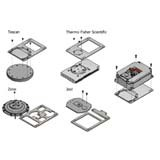 Tescan
Thermo Fisher Scientific
Zeiss
Jeol